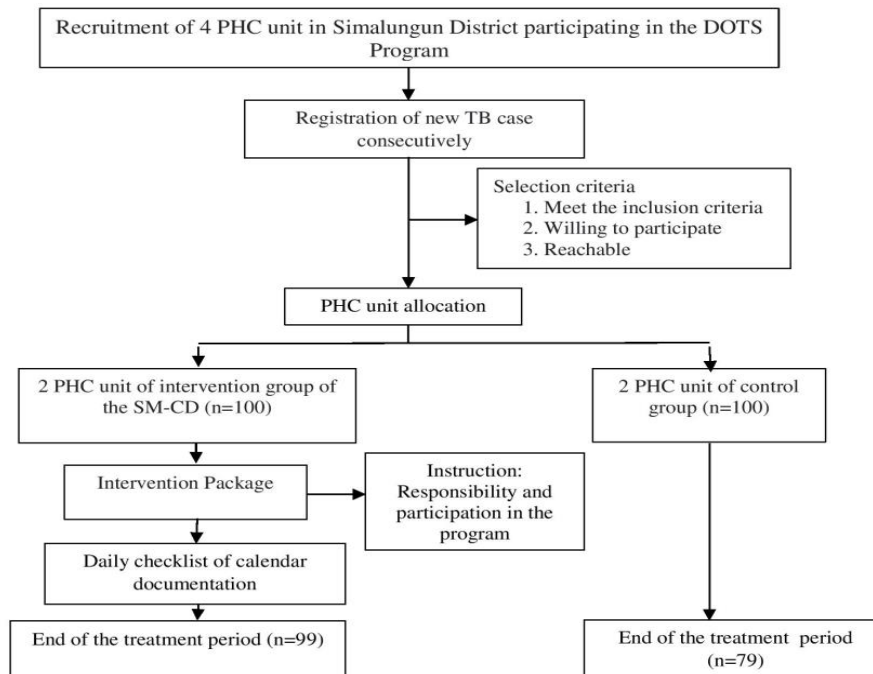 Recruitment of 4 PHC unit in Simalungun District participating in the DOTS
Program
Registration of new TB case
consecutively
Selection criteria
1. Meet the inclusion criteria
2. Willing to participate
3. Reachable
PHC unit allocation
2 PHC unit of intervention group of
the SM-CD (n=100)
2 PHC unit of control
group (n=100)
Intervention Package
Instruction:
Responsibility and
participation in the
program
Daily checklist of calendar
documentation
End of the treatment period (n=99)
End of the treatment period
(n=79)